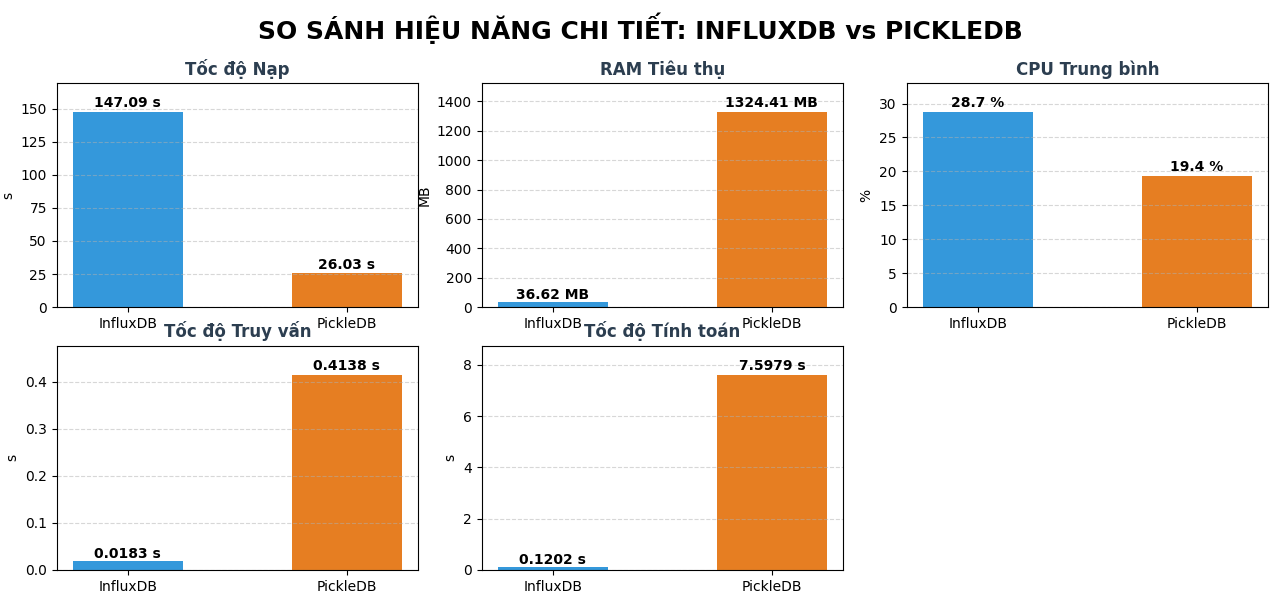 SO SÁNH HIỆU NĂNG CHI TIẾT: INFLUXDB vs PICKLEDB
Tốc độ Nạp
s
150
125
100
75
50
25
0
147.09 s
26.03 s
InfluxDB
PickleDB
RAM Tiêu thụ
MB
1400
1200
1000
800
600
400
200
0
36.62 MB
1324.41 MB
InfluxDB
PickleDB
CPU Trung bình
%
30
25
20
15
10
5
0
28.7 %
19.4 %
InfluxDB
PickleDB
Tốc độ Truy vấn
s
0.4
0.3
0.2
0.1
0.0
0.0183 s
0.4138 s
InfluxDB
PickleDB
Tốc độ Tính toán
s
8
6
4
2
0
0.1202 s
7.5979 s
InfluxDB
PickleDB